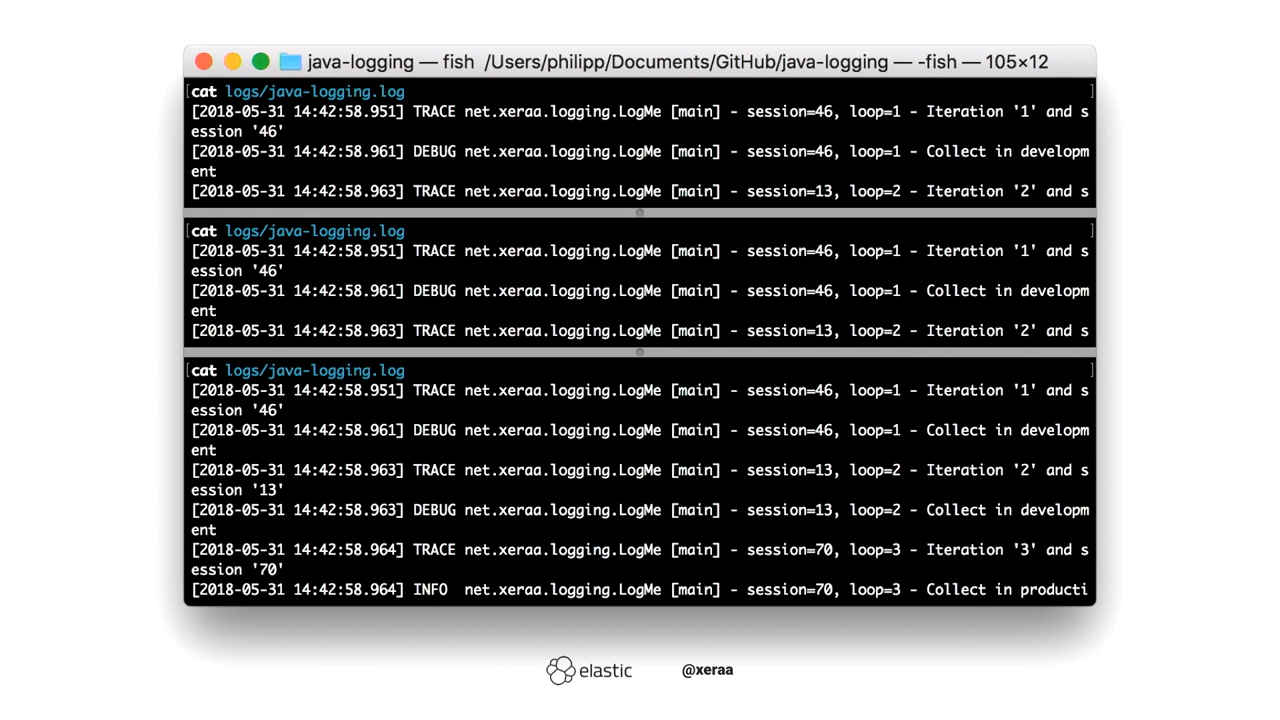 java-logging — fish /Users/philipp/Documents/GitHub/java-logging — -fish — 105×12
[cat logs/java-logging.log ]
[2018-05-31 14:42:58.951] TRACE net.xeraa.logging.LogMe [main] - session=46, loop=1 - Iteration '1' and s
ession '46'
[2018-05-31 14:42:58.961] DEBUG net.xeraa.logging.LogMe [main] - session=46, loop=1 - Collect in developm
ent
[2018-05-31 14:42:58.963] TRACE net.xeraa.logging.LogMe [main] - session=13, loop=2 - Iteration '2' and s
[cat logs/java-logging.log ]
[2018-05-31 14:42:58.951] TRACE net.xeraa.logging.LogMe [main] - session=46, loop=1 - Iteration '1' and s
ession '46'
[2018-05-31 14:42:58.961] DEBUG net.xeraa.logging.LogMe [main] - session=46, loop=1 - Collect in developm
ent
[2018-05-31 14:42:58.963] TRACE net.xeraa.logging.LogMe [main] - session=13, loop=2 - Iteration '2' and s
[cat logs/java-logging.log ]
[2018-05-31 14:42:58.951] TRACE net.xeraa.logging.LogMe [main] - session=46, loop=1 - Iteration '1' and s
ession '46'
[2018-05-31 14:42:58.961] DEBUG net.xeraa.logging.LogMe [main] - session=46, loop=1 - Collect in developm
ent
[2018-05-31 14:42:58.963] TRACE net.xeraa.logging.LogMe [main] - session=13, loop=2 - Iteration '2' and s
ession '13'
[2018-05-31 14:42:58.963] DEBUG net.xeraa.logging.LogMe [main] - session=13, loop=2 - Collect in developm
ent
[2018-05-31 14:42:58.964] TRACE net.xeraa.logging.LogMe [main] - session=70, loop=3 - Iteration '3' and s
ession '70'
[2018-05-31 14:42:58.964] INFO  net.xeraa.logging.LogMe [main] - session=70, loop=3 - Collect in producti
elastic @xeraa